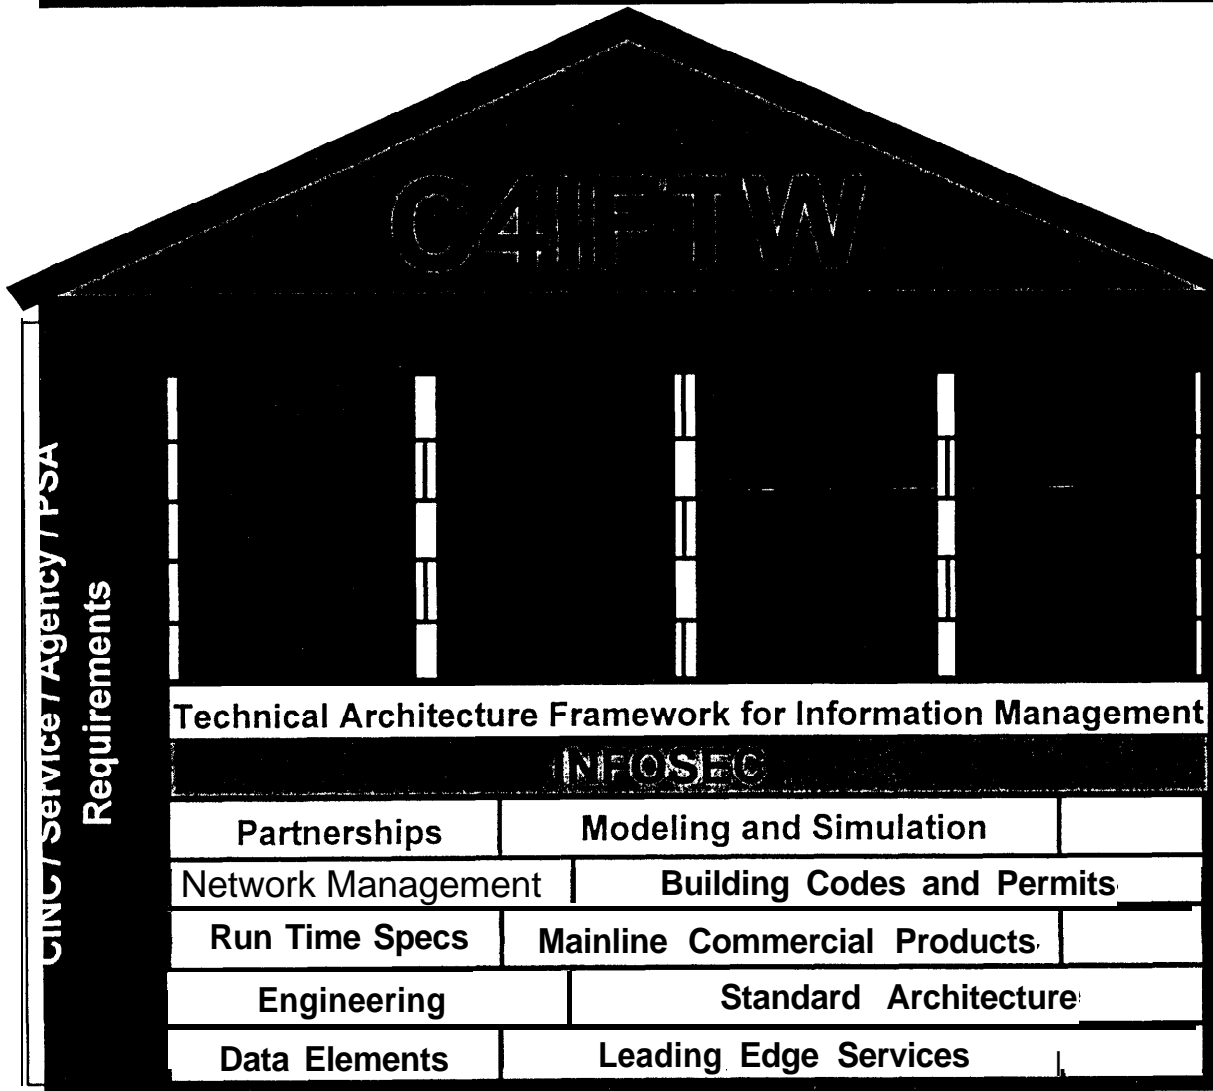 C4IFTW
CINC / Service / Agency / PSA
Requirements
Technical Architecture Framework for Information Management
INFOSEC
Partnerships
Modeling and Simulation
Network Management
Building Codes and Permits
Run Time Specs
Mainline Commercial Products
Engineering
Standard Architecture
Data Elements
Leading Edge Services